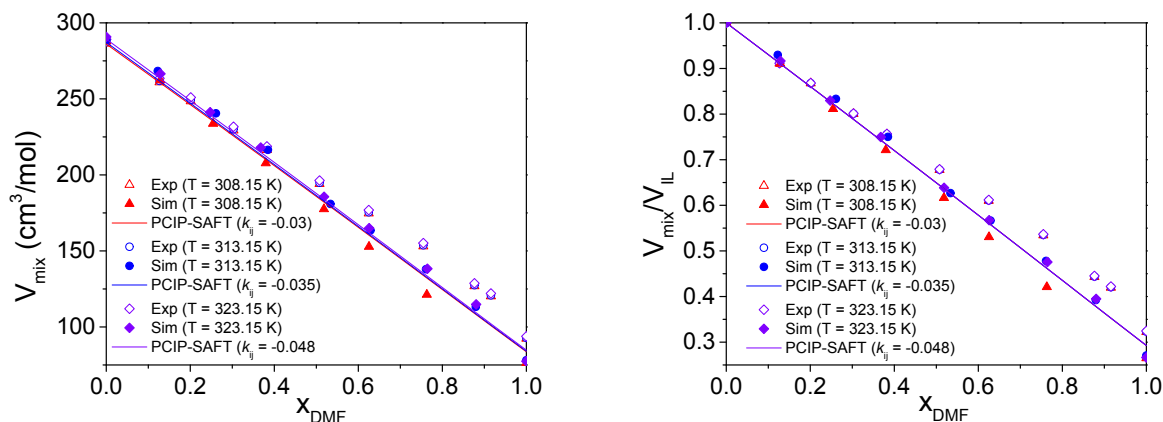 300
250
200
150
100
V_mix (cm³/mol)
Exp (T = 308.15 K)
Sim (T = 308.15 K)
PCIP-SAFT (k_ij = -0.03)
Exp (T = 313.15 K)
Sim (T = 313.15 K)
PCIP-SAFT (k_ij = -0.035)
Exp (T = 323.15 K)
Sim (T = 323.15 K)
PCIP-SAFT (k_ij = -0.048
0.0 0.2 0.4 0.6 0.8 1.0
x_DMF
1.0
0.9
0.8
0.7
0.6
0.5
0.4
0.3
V_mix/V_IL
Exp (T = 308.15 K)
Sim (T = 308.15 K)
PCIP-SAFT (k_ij = -0.03)
Exp (T = 313.15 K)
Sim (T = 313.15 K)
PCIP-SAFT (k_ij = -0.035)
Exp (T = 323.15 K)
Sim (T = 323.15 K)
PCIP-SAFT (k_ij = -0.048)
0.0 0.2 0.4 0.6 0.8 1.0
x_DMF